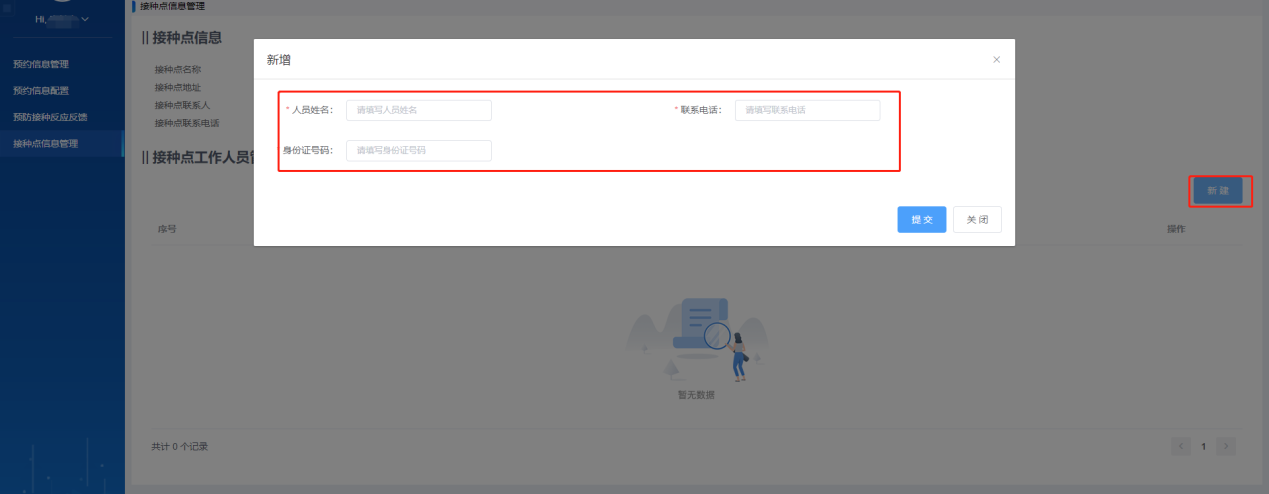 Hi,
预约信息管理
预约信息配置
预防接种反应反馈
接种点信息管理
接种点信息管理
接种点信息
接种点名称
接种点地址
接种点联系人
接种点联系电话
接种点工作人员
新增
* 人员姓名： 请填写人员姓名
* 联系电话： 请填写联系电话
身份证号码： 请填写身份证号码
提交
关闭
新建
序号
操作
暂无数据
共计 0 个记录
1